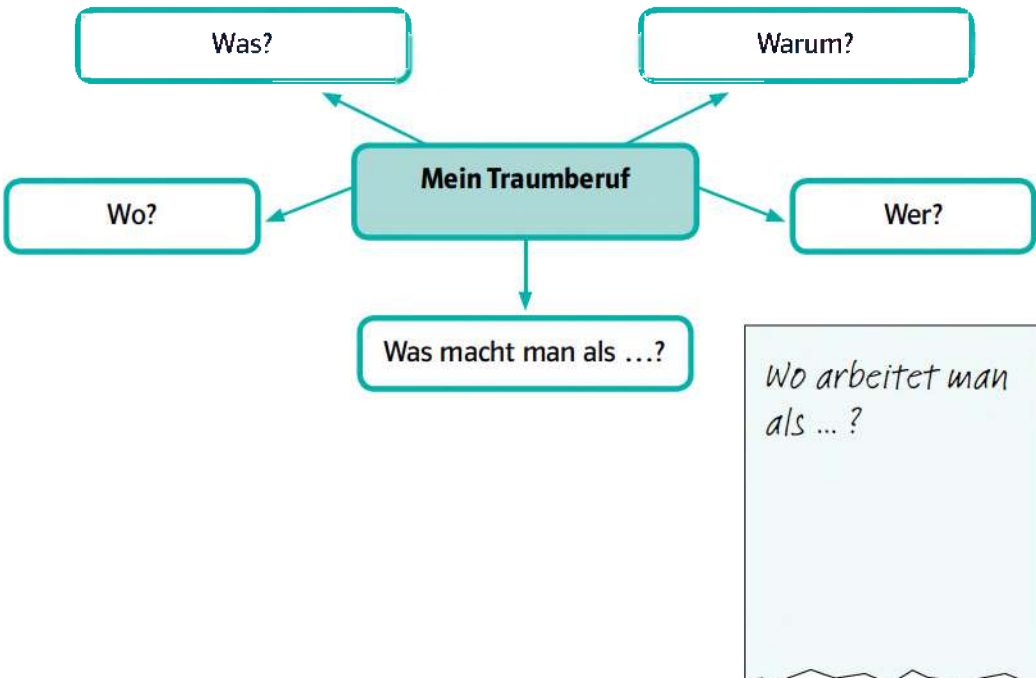 Was?
Warum?
Mein Traumberuf
Wo?
Wer?
Was macht man als ...?
Wo arbeitet man
als ... ?